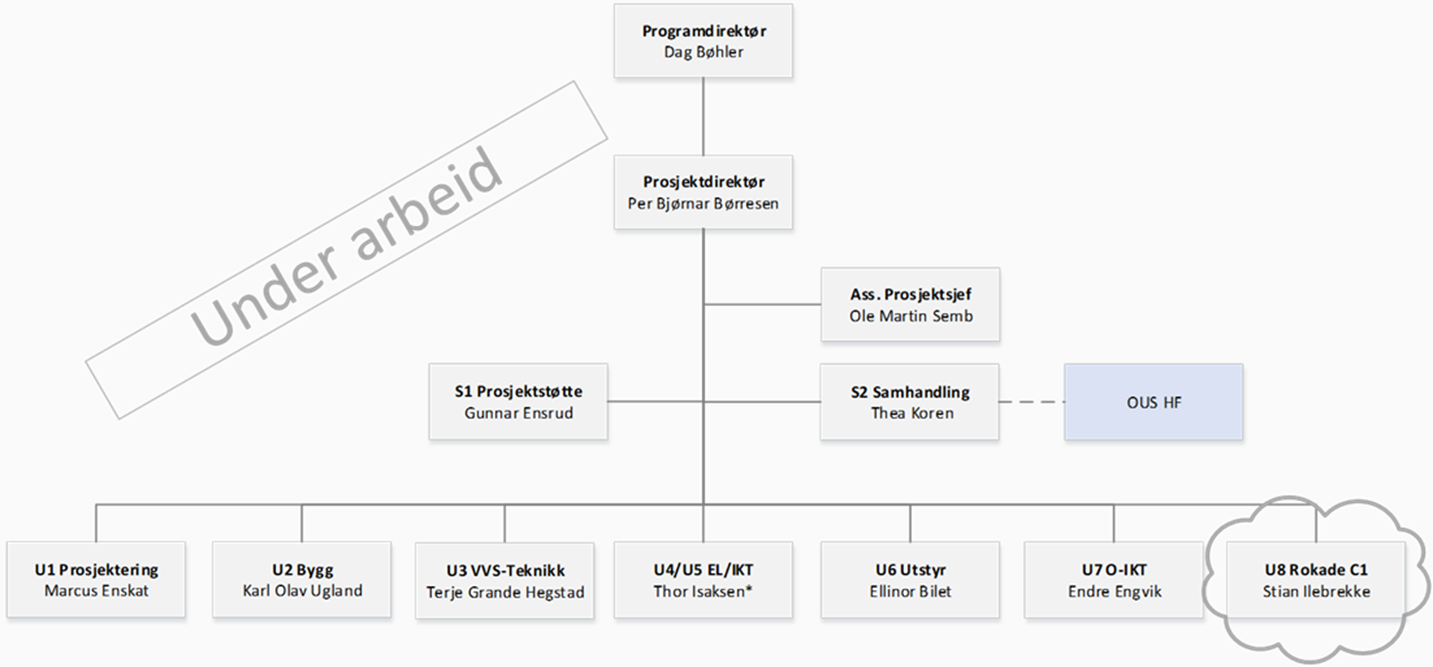 Programdirektør
Dag Bøhler
Under arbeid
Prosjektdirektør
Per Bjørnar Børresen
Ass. Prosjektsjef
Ole Martin Semb
S1 Prosjektstøtte
Gunnar Ensrud
S2 Samhandling
Thea Koren
OUS HF
U1 Prosjektering
Marcus Enskat
U2 Bygg
Karl Olav Ugland
U3 VVS-Teknikk
Terje Grande Hegstad
U4/U5 EL/IKT
Thor Isaksen*
U6 Utstyr
Ellinor Bilet
U7 O-IKT
Endre Engvik
U8 Rokade C1
Stian Ilebrekke